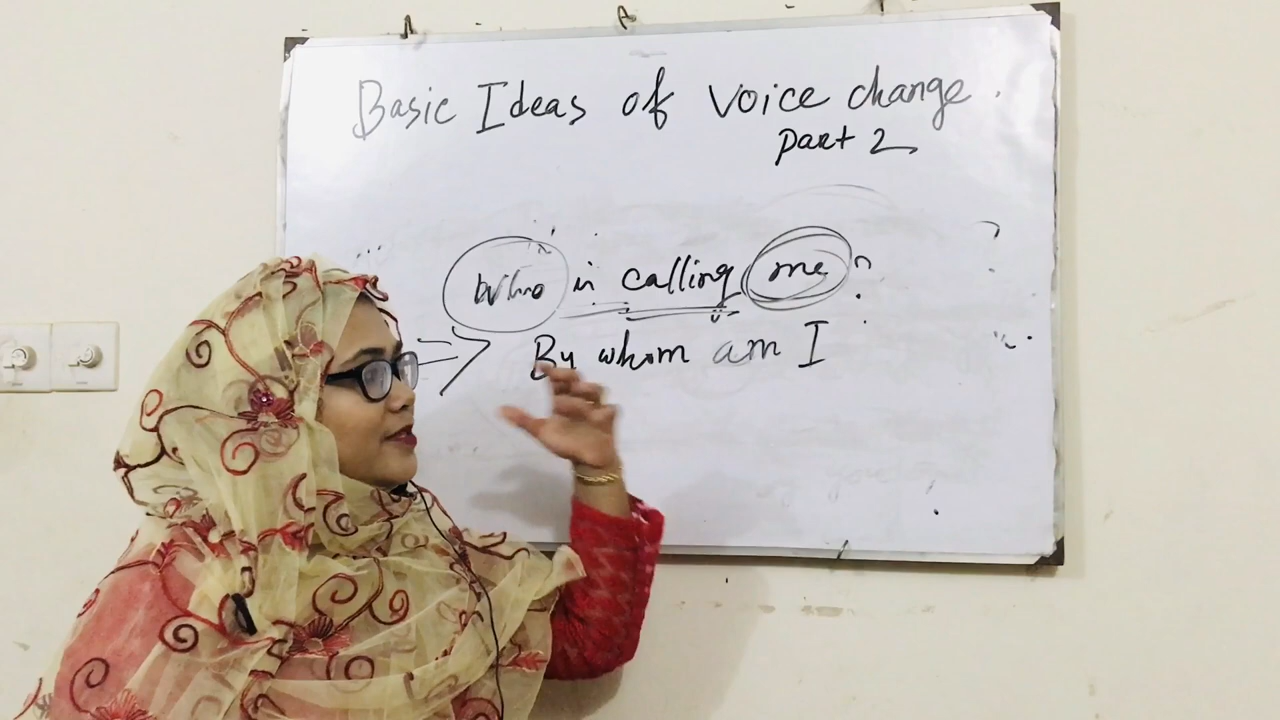 Basic Ideas of Voice change.
part 2
Who is calling me?
By whom am I